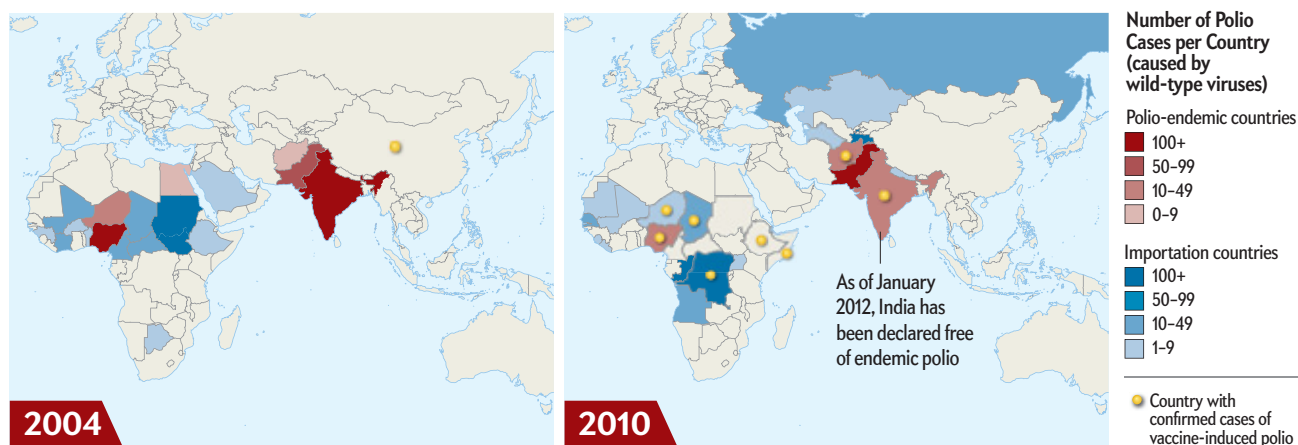 2004
As of January
2012, India has
been declared free
of endemic polio
2010
Number of Polio
Cases per Country
(caused by
wild-type viruses)
Polio-endemic countries
100+
50–99
10–49
0–9
Importation countries
100+
50–99
10–49
1–9
Country with
confirmed cases of
vaccine-induced polio